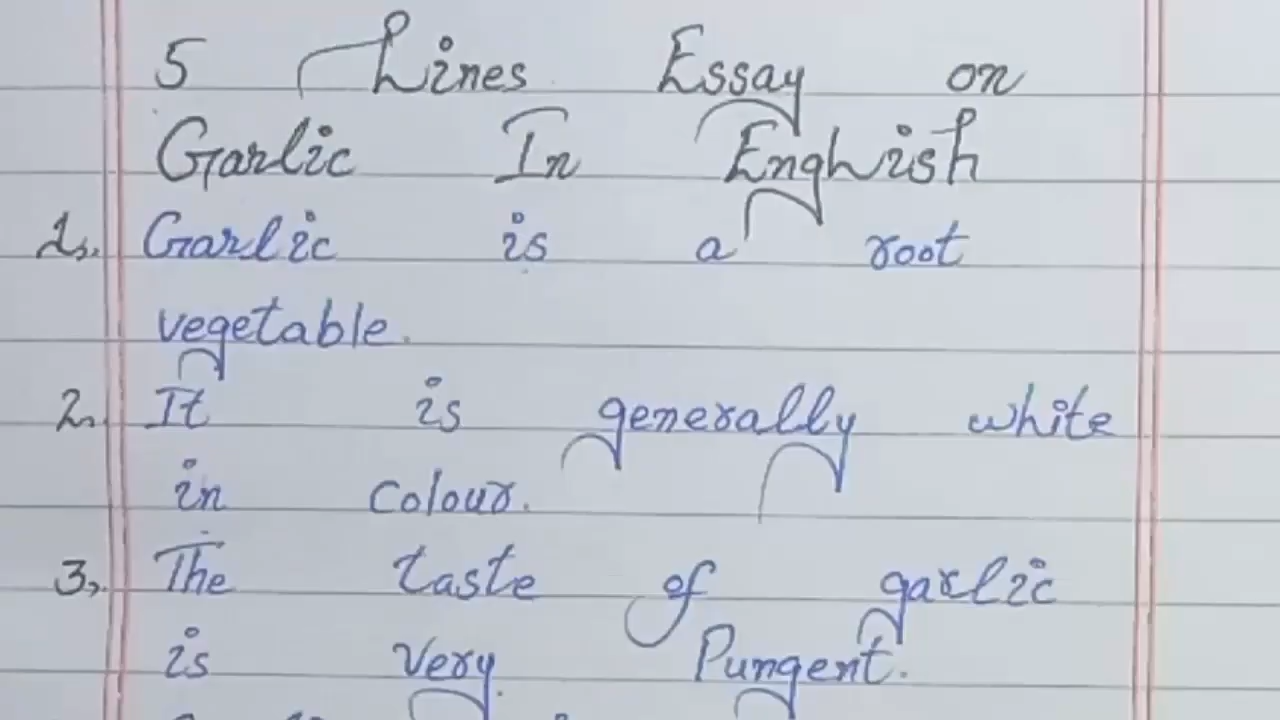 5 Lines Essay on
Garlic In English
1. Garlic is a root
vegetable.
2. It is generally white
in colour.
3. The taste of garlic
is very Pungent.